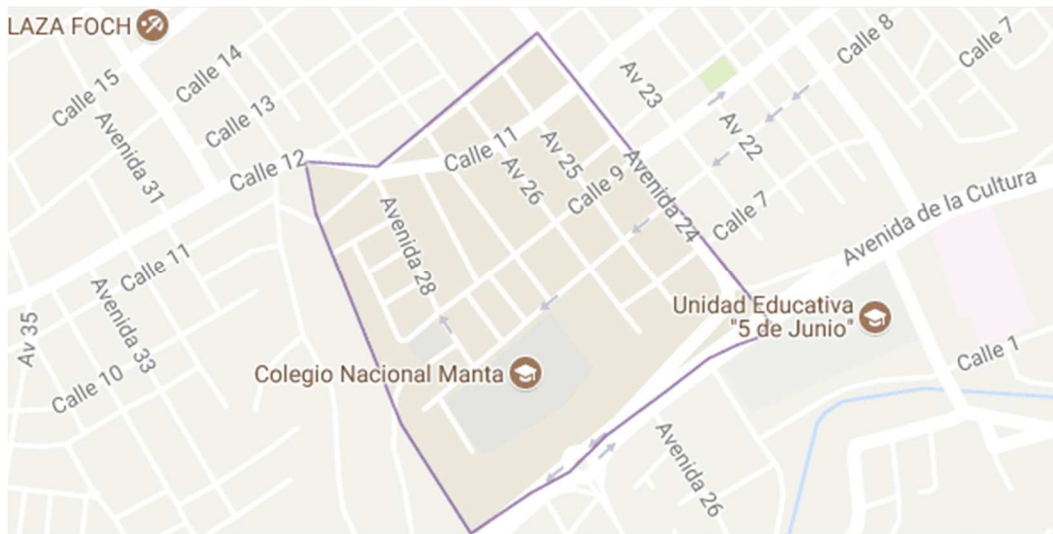 LAZA FOCH
Calle 15
Calle 14
Calle 13
Avenida 31
Calle 12
Calle 11
Av 26
Av 25
Av 23
Calle 8
Calle 7
Av 22
Calle 9
Avenida 24
Calle 7
Avenida de la Cultura
Calle 11
Avenida 28
Avenida 33
Av 35
Calle 10
Unidad Educativa
"5 de Junio"
Calle 1
Colegio Nacional Manta
Avenida 26